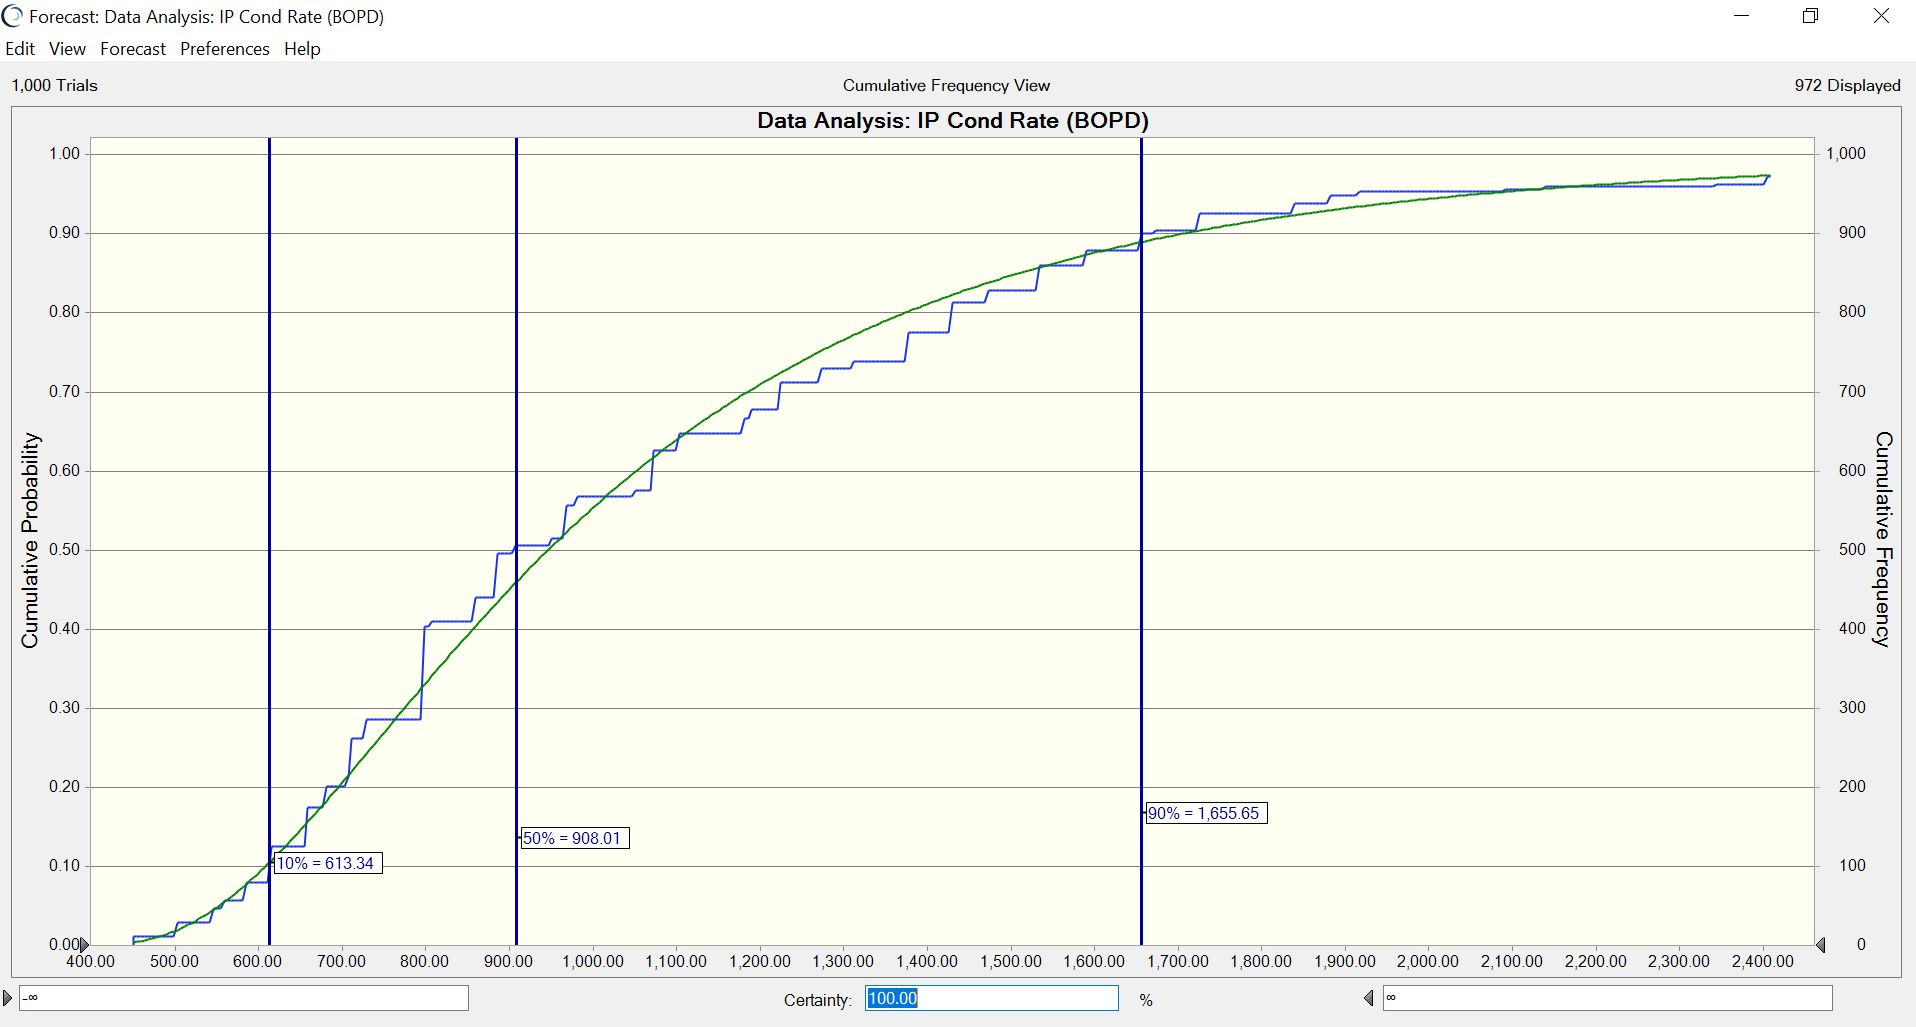 Forecast: Data Analysis: IP Cond Rate (BOPD)
Edit View Forecast Preferences Help
1,000 Trials Cumulative Frequency View 972 Displayed
Data Analysis: IP Cond Rate (BOPD)
Cumulative Probability
1.00
0.90
0.80
0.70
0.60
0.50
0.40
0.30
0.20
0.10
0.00
10% = 613.34
50% = 908.01
90% = 1,655.65
1,000
900
800
700
600
500
400
300
200
100
0
Cumulative Frequency
400.00 500.00 600.00 700.00 800.00 900.00 1,000.00 1,100.00 1,200.00 1,300.00 1,400.00 1,500.00 1,600.00 1,700.00 1,800.00 1,900.00 2,000.00 2,100.00 2,200.00 2,300.00 2,400.00
-∞ Certainty: 100.00 % ∞